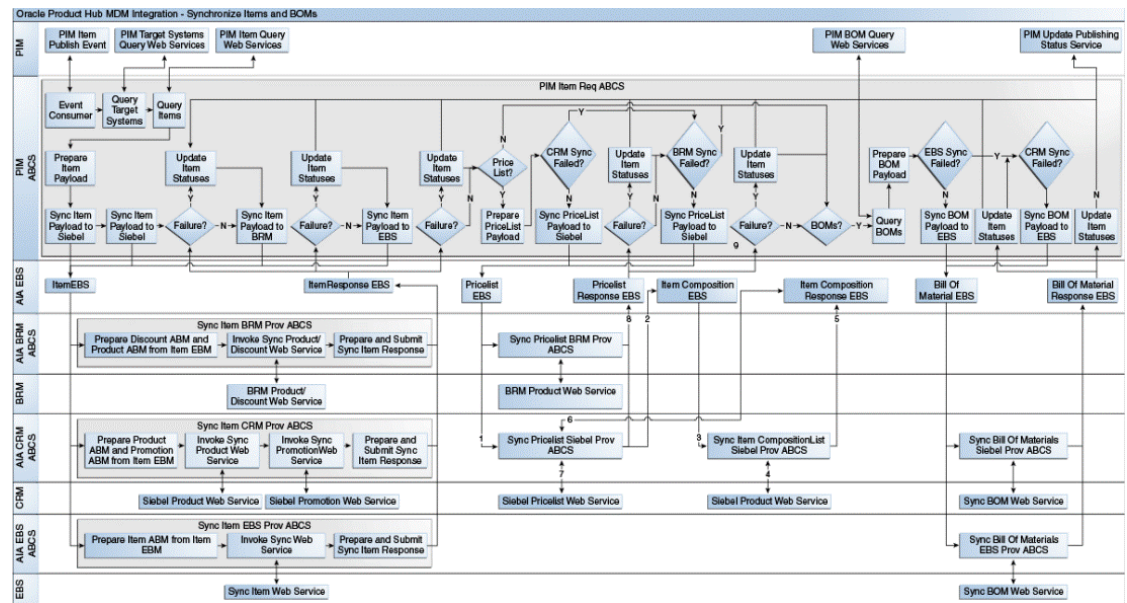 Oracle Product Hub MDM Integration - Synchronize Items and BOMs
PIM
PIM Item
Publish Event
PIM Target Systems
Query Web Services
PIM Item Query
Web Services
PIM BOM Query
Web Services
PIM Update Publishing
Status Service
PIM
ABCS
PIM Item Req ABCS
Event
Consumer
Query
Target
Systems
Query
Items
Prepare
Item
Payload
Update
Item
Statuses
Update
Item
Statuses
Update
Item
Statuses
N
Price
List?
Y
CRM Sync
Failed?
Y
Update
Item
Statuses
BRM Sync
Failed?
Y
Update
Item
Statuses
Y
Prepare
BOM
Payload
EBS Sync
Failed?
Y
CRM Sync
Failed?
Y
Y
Y
N
Y
N
Y
N
N
Y
N
N
N
Sync Item
Payload to
Siebel
Sync Item
Payload to
Siebel
Failure?
N
Sync Item
Payload to
BRM
Failure?
N
Sync Item
Payload to
EBS
Failure?
Prepare
PriceList
Payload
Sync PriceList
Payload to
Siebel
Failure?
Sync PriceList
Payload to
Siebel
9
Failure?
N
BOMs?
Y
Query
BOMs
Sync BOM
Payload to
EBS
Update
Item
Statuses
Sync BOM
Payload to
EBS
Update
Item
Statuses
AIA EBS
ItemEBS
ItemResponse EBS
Pricelist
EBS
Pricelist
Response EBS
Item Composition
EBS
Item Composition
Response EBS
Bill Of
Material EBS
Bill Of Material
Response EBS
8
2
5
AIA BRM
ABCS
Sync Item BRM Prov ABCS
Prepare Discount ABM and
Product ABM from Item EBM
Invoke Sync Product/
Discount Web Service
Prepare and Submit
Sync Item Response
Sync Pricelist BRM Prov
ABCS
BRM
BRM Product/
Discount Web Service
BRM Product Web Service
AIA CRM
ABCS
Sync Item CRM Prov ABCS
Prepare Product
ABM and Promotion
ABM from Item EBM
Invoke Sync
Product Web
Service
Invoke Sync
PromotionWeb
Service
Prepare and
Submit Sync
Item Response
6
1
Sync Pricelist Siebel Prov
ABCS
3
Sync Item CompositionList
Siebel Prov ABCS
Sync Bill Of Materials
Siebel Prov ABCS
7
4
CRM
Siebel Product Web Service
Siebel Promotion Web Service
Siebel Pricelist Web Service
Siebel Product Web Service
Sync BOM Web Service
AIA EBS
ABCS
Sync Item EBS Prov ABCS
Prepare Item ABM from Item
EBM
Invoke Sync Web
Service
Prepare and Submit
Sync Item Response
Sync Bill Of Materials
EBS Prov ABCS
EBS
Sync Item Web Service
Sync BOM Web Service